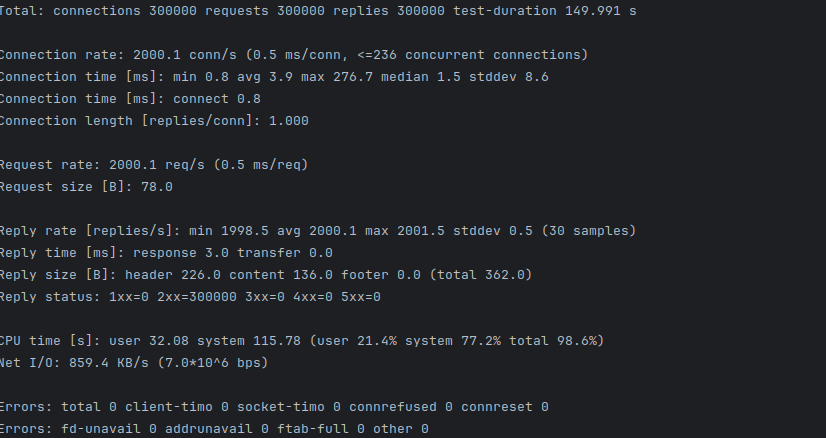 Total: connections 300000 requests 300000 replies 300000 test-duration 149.991 s
Connection rate: 2000.1 conn/s (0.5 ms/conn, <=236 concurrent connections)
Connection time [ms]: min 0.8 avg 3.9 max 276.7 median 1.5 stddev 8.6
Connection time [ms]: connect 0.8
Connection length [replies/conn]: 1.000
Request rate: 2000.1 req/s (0.5 ms/req)
Request size [B]: 78.0
Reply rate [replies/s]: min 1998.5 avg 2000.1 max 2001.5 stddev 0.5 (30 samples)
Reply time [ms]: response 3.0 transfer 0.0
Reply size [B]: header 226.0 content 136.0 footer 0.0 (total 362.0)
Reply status: 1xx=0 2xx=300000 3xx=0 4xx=0 5xx=0
CPU time [s]: user 32.08 system 115.78 (user 21.4% system 77.2% total 98.6%)
Net I/O: 859.4 KB/s (7.0*10^6 bps)
Errors: total 0 client-timo 0 socket-timo 0 connrefused 0 connreset 0
Errors: fd-unavail 0 addrunavail 0 ftab-full 0 other 0